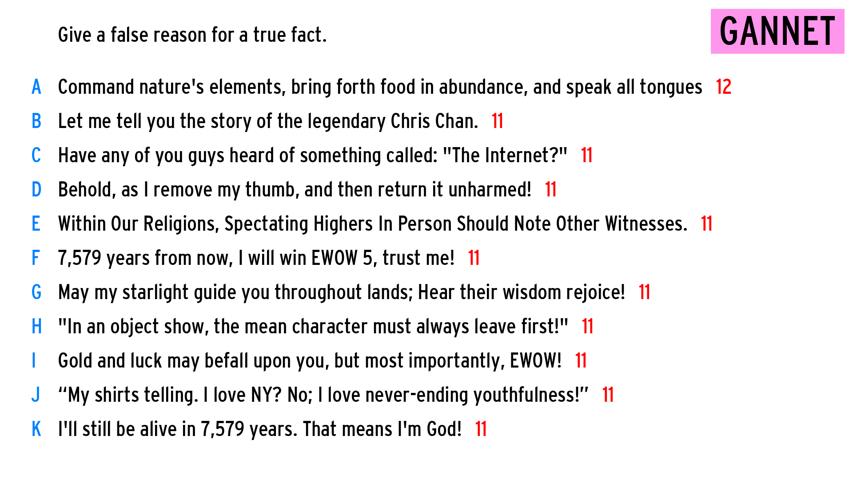 Give a false reason for a true fact.
GANNET
A Command nature's elements, bring forth food in abundance, and speak all tongues 12
B Let me tell you the story of the legendary Chris Chan. 11
C Have any of you guys heard of something called: "The Internet?" 11
D Behold, as I remove my thumb, and then return it unharmed! 11
E Within Our Religions, Spectating Highers In Person Should Note Other Witnesses. 11
F 7,579 years from now, I will win EWOW 5, trust me! 11
G May my starlight guide you throughout lands; Hear their wisdom rejoice! 11
H "In an object show, the mean character must always leave first!" 11
I Gold and luck may befall upon you, but most importantly, EWOW! 11
J “My shirts telling. I love NY? No; I love never-ending youthfulness!” 11
K I'll still be alive in 7,579 years. That means I'm God! 11